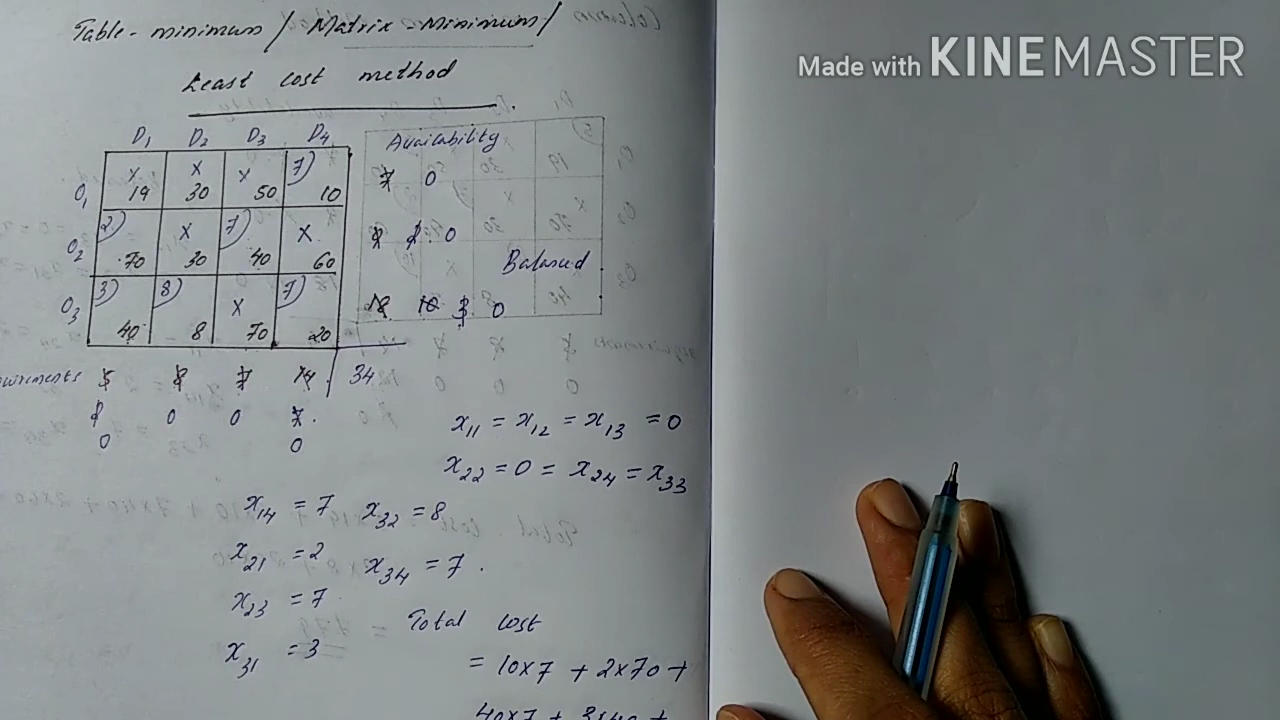 Table-minimum / Matrix-Minimum /
Least cost method
Made with KINEMASTER
D1 D2 D3 D4 Availability
O1 x 19 x 30 x 50 7) 10 7 0
O2 2) 70 x 30 7) 40 x 60 9 2 0
O3 3) 40 8) 8 x 70 7) 20 18 10 3 0
Balanced
uirements 5 8 7 14 34
2 0 0 7
0 0
x11 = x12 = x13 = 0
x22 = 0 = x24 = x33
x14 = 7 x32 = 8
x21 = 2 x34 = 7.
x23 = 7
x31 = 3
Total cost
= 10x7 + 2x70 +
40x7 + 3x40 +